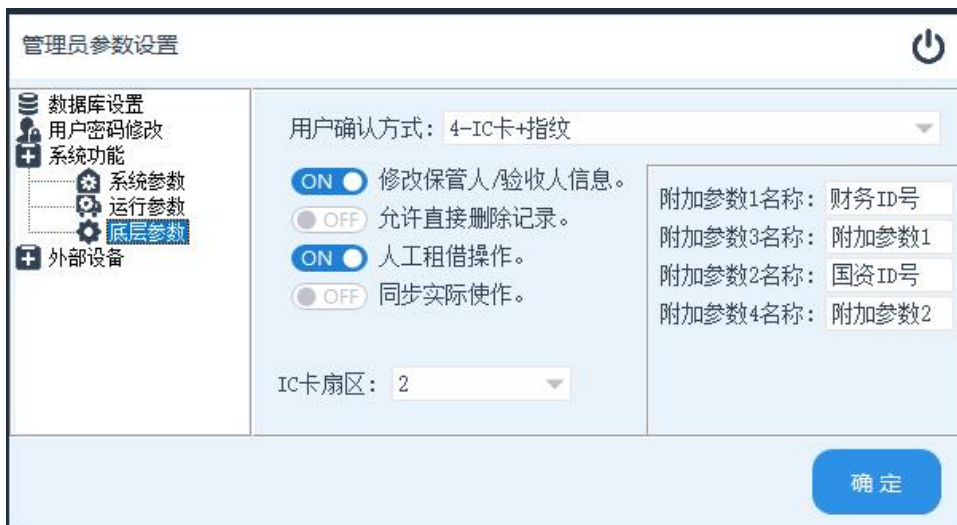 管理员参数设置
数据库设置
用户密码修改
系统功能
系统参数
运行参数
底层参数
外部设备
用户确认方式: 4-IC卡+指纹
ON 修改保管人/验收人信息。
OFF 允许直接删除记录。
ON 人工租借操作。
OFF 同步实际使作。
IC卡扇区: 2
附加参数1名称: 财务ID号
附加参数3名称: 附加参数1
附加参数2名称: 国资ID号
附加参数4名称: 附加参数2
确定